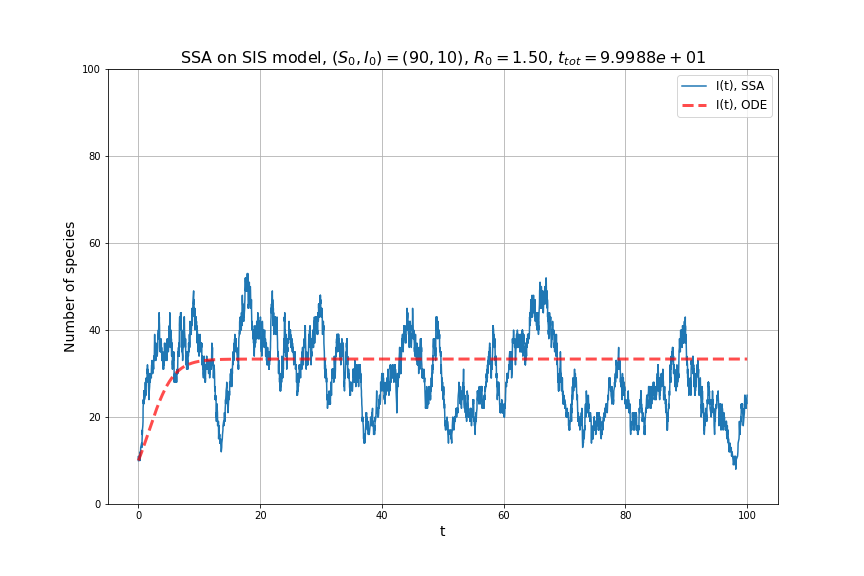 SSA on SIS model, $(S_0, I_0) = (90, 10)$, $R_0 = 1.50$, $t_{tot} = 9.9988e + 01$
100
80
60
40
20
0
Number of species
I(t), SSA
I(t), ODE
0 20 40 60 80 100
t